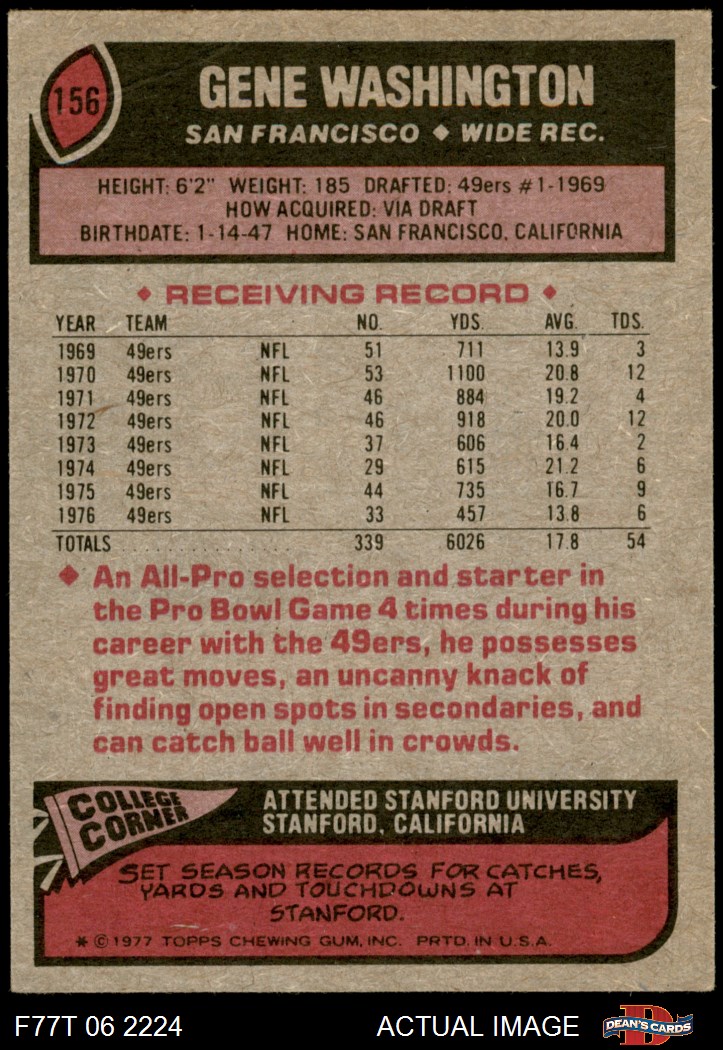 156
GENE WASHINGTON
SAN FRANCISCO ◆ WIDE REC.
HEIGHT: 6'2" WEIGHT: 185 DRAFTED: 49ers #1-1969
HOW ACQUIRED: VIA DRAFT
BIRTHDATE: 1-14-47 HOME: SAN FRANCISCO, CALIFORNIA
◆ RECEIVING RECORD ◆
YEAR TEAM NO. YDS. AVG. TDS.
1969 49ers NFL 51 711 13.9 3
1970 49ers NFL 53 1100 20.8 12
1971 49ers NFL 46 884 19.2 4
1972 49ers NFL 46 918 20.0 12
1973 49ers NFL 37 606 16.4 2
1974 49ers NFL 29 615 21.2 6
1975 49ers NFL 44 735 16.7 9
1976 49ers NFL 33 457 13.8 6
TOTALS . . . . . . . . . . . . . . . . 339 6026 17.8 54
◆ An All-Pro selection and starter in
the Pro Bowl Game 4 times during his
career with the 49ers, he possesses
great moves, an uncanny knack of
finding open spots in secondaries, and
can catch ball well in crowds.
COLLEGE
CORNER
ATTENDED STANFORD UNIVERSITY
STANFORD, CALIFORNIA
SET SEASON RECORDS FOR CATCHES,
YARDS AND TOUCHDOWNS AT
STANFORD.
* © 1977 TOPPS CHEWING GUM, INC. PRTD. IN U.S.A.
F77T 06 2224 ACTUAL IMAGE
D
DEAN'S CARDS